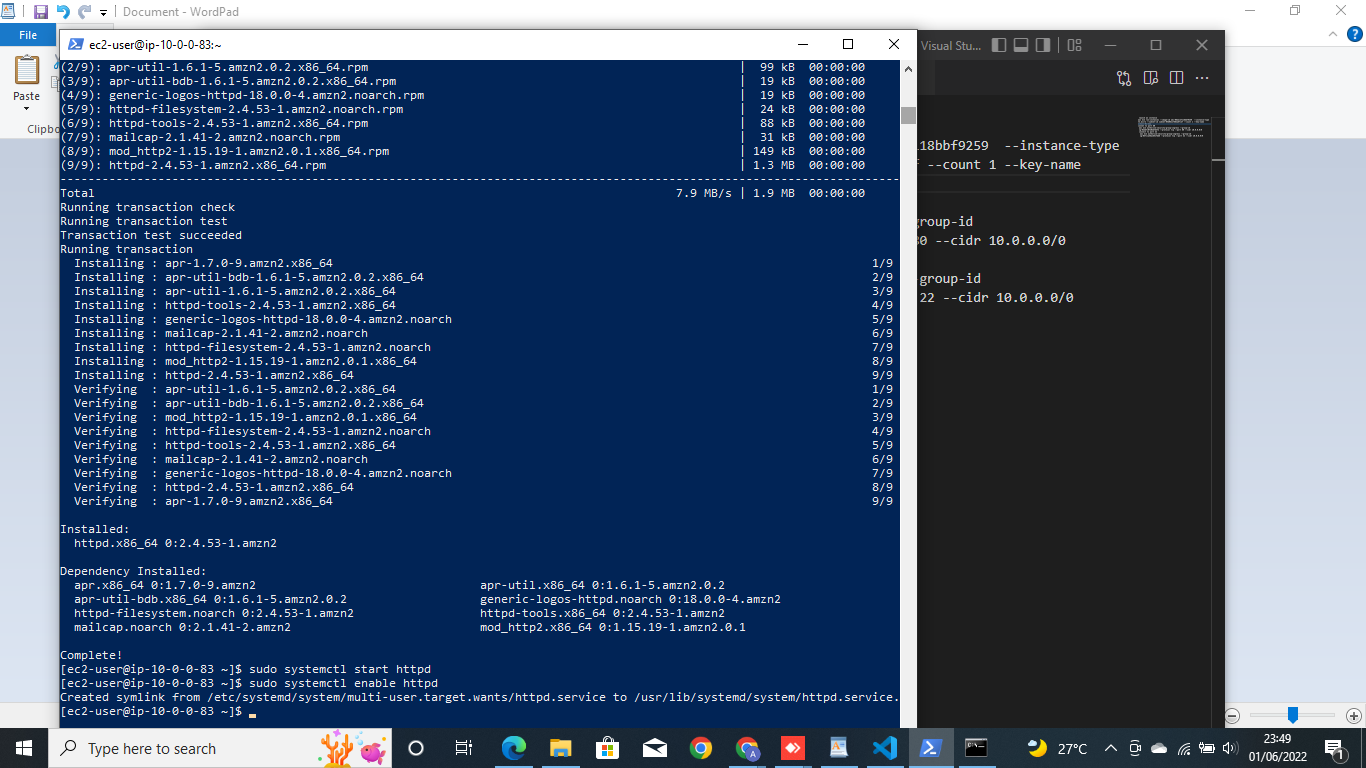 Document - WordPad
File
Paste
Clipbo
ec2-user@ip-10-0-0-83:~
(2/9): apr-util-1.6.1-5.amzn2.0.2.x86_64.rpm | 99 kB 00:00:00
(3/9): apr-util-bdb-1.6.1-5.amzn2.0.2.x86_64.rpm | 19 kB 00:00:00
(4/9): generic-logos-httpd-18.0.0-4.amzn2.noarch.rpm | 19 kB 00:00:00
(5/9): httpd-filesystem-2.4.53-1.amzn2.noarch.rpm | 24 kB 00:00:00
(6/9): httpd-tools-2.4.53-1.amzn2.x86_64.rpm | 88 kB 00:00:00
(7/9): mailcap-2.1.41-2.amzn2.noarch.rpm | 31 kB 00:00:00
(8/9): mod_http2-1.15.19-1.amzn2.0.1.x86_64.rpm | 149 kB 00:00:00
(9/9): httpd-2.4.53-1.amzn2.x86_64.rpm | 1.3 MB 00:00:00
Total 7.9 MB/s | 1.9 MB 00:00:00
Running transaction check
Running transaction test
Transaction test succeeded
Running transaction
Installing : apr-1.7.0-9.amzn2.x86_64 1/9
Installing : apr-util-bdb-1.6.1-5.amzn2.0.2.x86_64 2/9
Installing : apr-util-1.6.1-5.amzn2.0.2.x86_64 3/9
Installing : httpd-tools-2.4.53-1.amzn2.x86_64 4/9
Installing : generic-logos-httpd-18.0.0-4.amzn2.noarch 5/9
Installing : mailcap-2.1.41-2.amzn2.noarch 6/9
Installing : httpd-filesystem-2.4.53-1.amzn2.noarch 7/9
Installing : mod_http2-1.15.19-1.amzn2.0.1.x86_64 8/9
Installing : httpd-2.4.53-1.amzn2.x86_64 9/9
Verifying : apr-util-1.6.1-5.amzn2.0.2.x86_64 1/9
Verifying : apr-util-bdb-1.6.1-5.amzn2.0.2.x86_64 2/9
Verifying : mod_http2-1.15.19-1.amzn2.0.1.x86_64 3/9
Verifying : httpd-filesystem-2.4.53-1.amzn2.noarch 4/9
Verifying : httpd-tools-2.4.53-1.amzn2.x86_64 5/9
Verifying : mailcap-2.1.41-2.amzn2.noarch 6/9
Verifying : generic-logos-httpd-18.0.0-4.amzn2.noarch 7/9
Verifying : httpd-2.4.53-1.amzn2.x86_64 8/9
Verifying : apr-1.7.0-9.amzn2.x86_64 9/9
Installed:
httpd.x86_64 0:2.4.53-1.amzn2
Dependency Installed:
apr.x86_64 0:1.7.0-9.amzn2 apr-util.x86_64 0:1.6.1-5.amzn2.0.2
apr-util-bdb.x86_64 0:1.6.1-5.amzn2.0.2 generic-logos-httpd.noarch 0:18.0.0-4.amzn2
httpd-filesystem.noarch 0:2.4.53-1.amzn2 httpd-tools.x86_64 0:2.4.53-1.amzn2
mailcap.noarch 0:2.1.41-2.amzn2 mod_http2.x86_64 0:1.15.19-1.amzn2.0.1
Complete!
[ec2-user@ip-10-0-0-83 ~]$ sudo systemctl start httpd
[ec2-user@ip-10-0-0-83 ~]$ sudo systemctl enable httpd
Created symlink from /etc/systemd/system/multi-user.target.wants/httpd.service to /usr/lib/systemd/system/httpd.service.
[ec2-user@ip-10-0-0-83 ~]$
Visual Stu...
18bbf9259 --instance-type
--count 1 --key-name
group-id
80 --cidr 10.0.0.0/0
-group-id
22 --cidr 10.0.0.0/0
Type here to search
27°C
23:49
01/06/2022
1